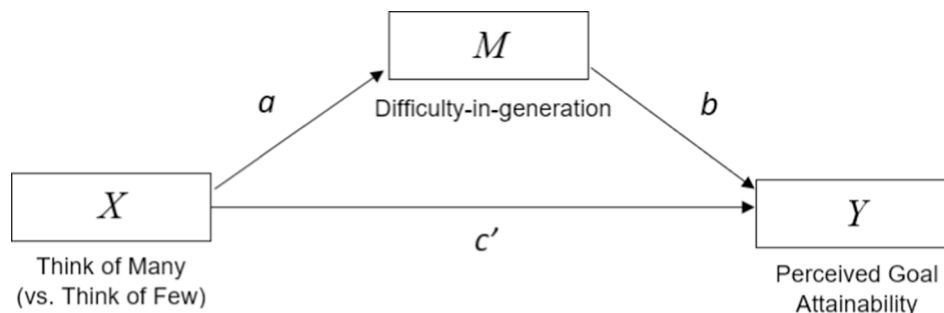 M
Difficulty-in-generation
a
b
X
Think of Many
(vs. Think of Few)
c’
Y
Perceived Goal
Attainability